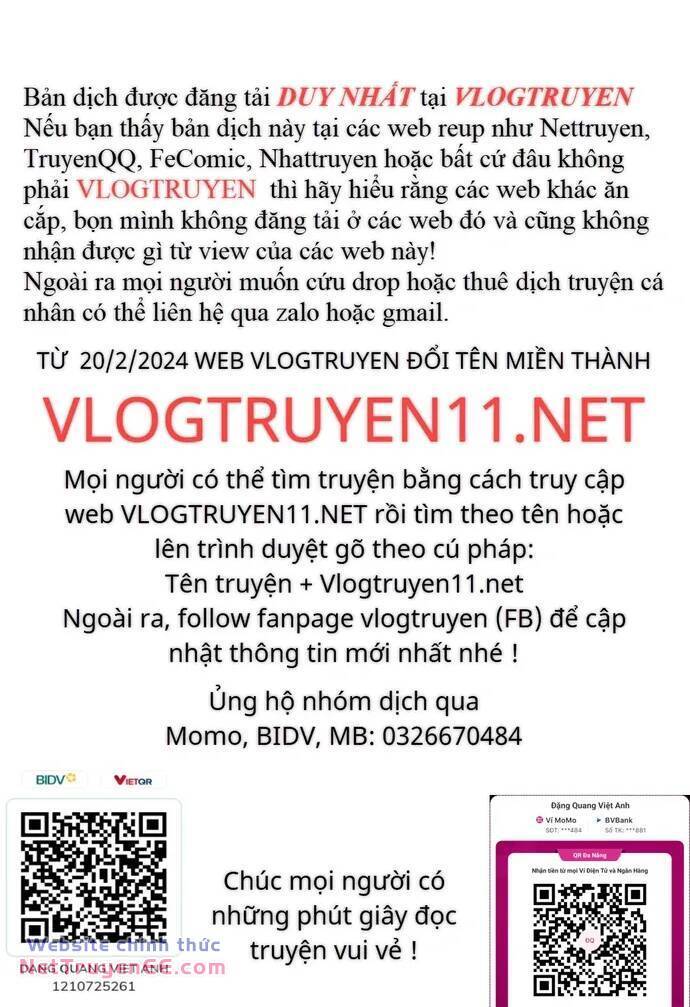 Bản dịch được đăng tải DUY NHẤT tại VLOGTRUYEN
Nếu bạn thấy bản dịch này tại các web reup như Nettruyen,
TruyenQQ, FeComic, Nhattruyen hoặc bất cứ đâu không
phải VLOGTRUYEN thì hãy hiểu rằng các web khác ăn
cắp, bọn mình không đăng tải ở các web đó và cũng không
nhận được gì từ view của các web này!
Ngoài ra mọi người muốn cứu drop hoặc thuê dịch truyện cá
nhân có thể liên hệ qua zalo hoặc gmail.
TỪ 20/2/2024 WEB VLOGTRUYEN ĐỔI TÊN MIỀN THÀNH
VLOGTRUYEN11.NET
Mọi người có thể tìm truyện bằng cách truy cập
web VLOGTRUYEN11.NET rồi tìm theo tên hoặc
lên trình duyệt gõ theo cú pháp:
Tên truyện + Vlogtruyen11.net
Ngoài ra, follow fanpage vlogtruyen (FB) để cập
nhật thông tin mới nhất nhé !
Ủng hộ nhóm dịch qua
Momo, BIDV, MB: 0326670484
BIDV VIETQR
Đặng Quang Việt Anh
Ví MoMo BVBank
SĐT: ***484 Số TK: ***881
QR Đa Năng
Nhận tiền từ mọi Ví Điện Tử và Ngân Hàng
ĐQ
Chúc mọi người có
những phút giây đọc
truyện vui vẻ !
Website chính thức
NetTruyenCC.com
DANG QUANG VIET ANH
1210725261